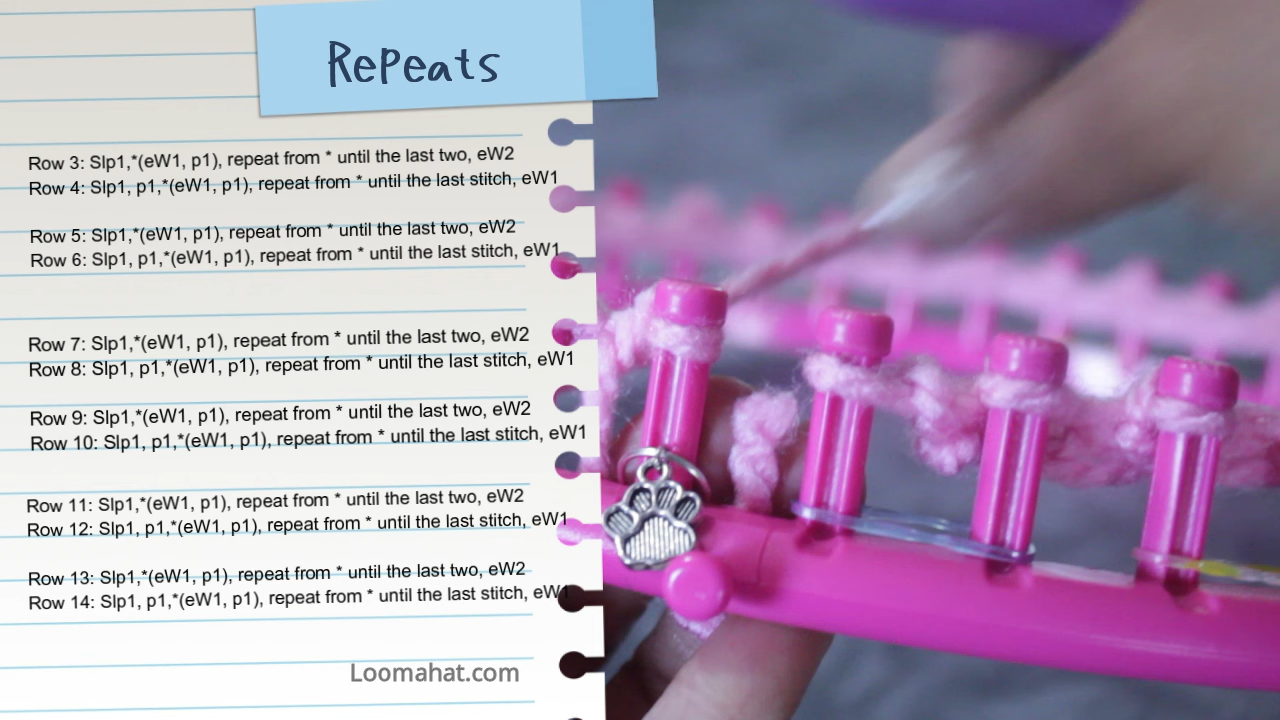 Repeats
Row 3: Slp1,*(eW1, p1), repeat from * until the last two, eW2
Row 4: Slp1, p1,*(eW1, p1), repeat from * until the last stitch, eW1
Row 5: Slp1,*(eW1, p1), repeat from * until the last two, eW2
Row 6: Slp1, p1,*(eW1, p1), repeat from * until the last stitch, eW1
Row 7: Slp1,*(eW1, p1), repeat from * until the last two, eW2
Row 8: Slp1, p1,*(eW1, p1), repeat from * until the last stitch, eW1
Row 9: Slp1,*(eW1, p1), repeat from * until the last two, eW2
Row 10: Slp1, p1,*(eW1, p1), repeat from * until the last stitch, eW1
Row 11: Slp1,*(eW1, p1), repeat from * until the last two, eW2
Row 12: Slp1, p1,*(eW1, p1), repeat from * until the last stitch, eW1
Row 13: Slp1,*(eW1, p1), repeat from * until the last two, eW2
Row 14: Slp1, p1,*(eW1, p1), repeat from * until the last stitch, eW1
Loomahat.com